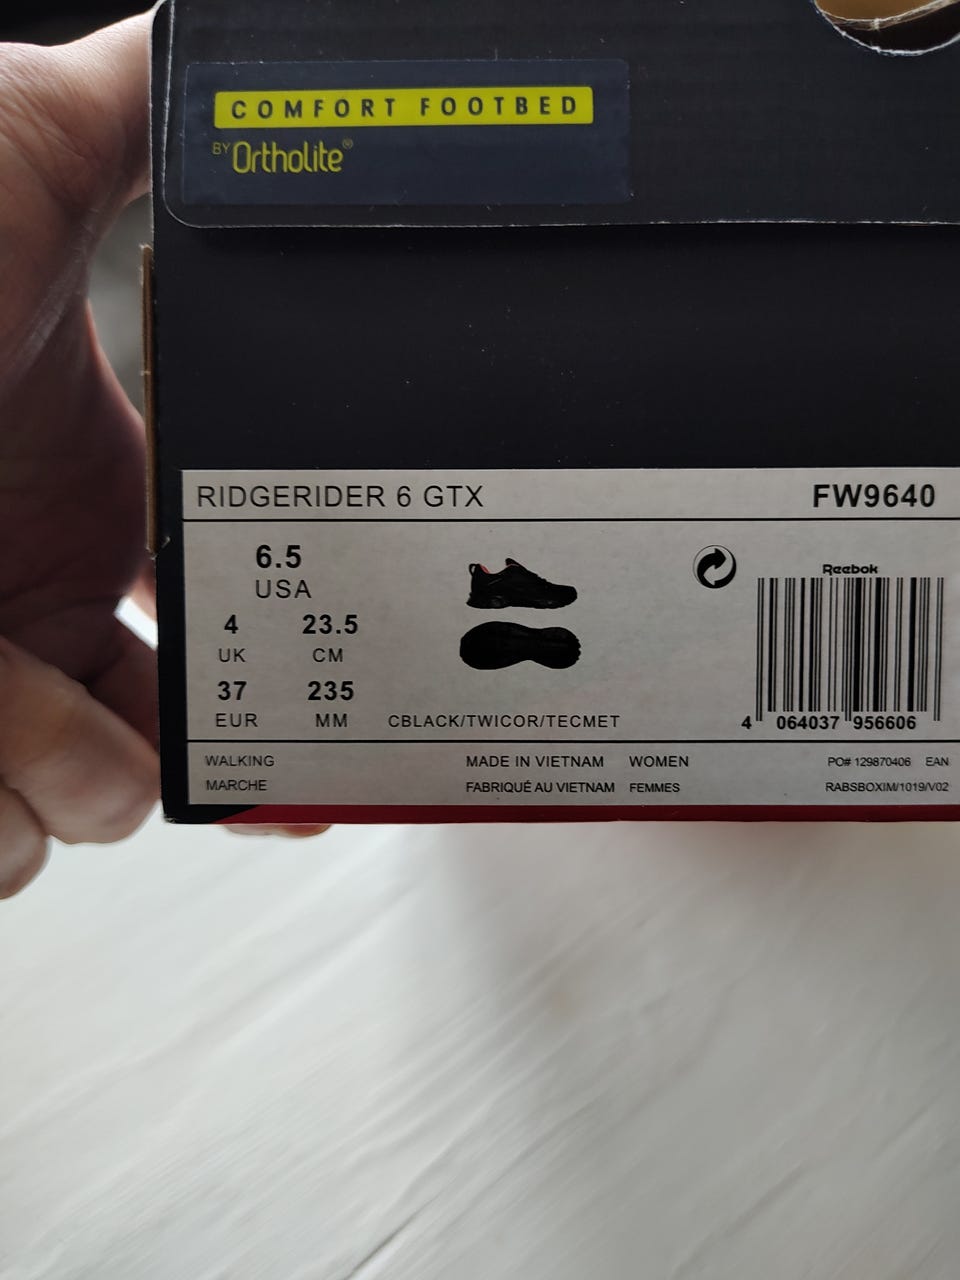 COMFORT FOOTBED
BY Ortholite®
RIDGERIDER 6 GTX FW9640
6.5
USA
4 23.5
UK CM
37 235
EUR MM
CBLACK/TWICOR/TECMET
Reebok
4 064037 956606
WALKING MADE IN VIETNAM WOMEN PO# 129870406 EAN
MARCHE FABRIQUÉ AU VIETNAM FEMMES RABSBOXIM/1019/V02